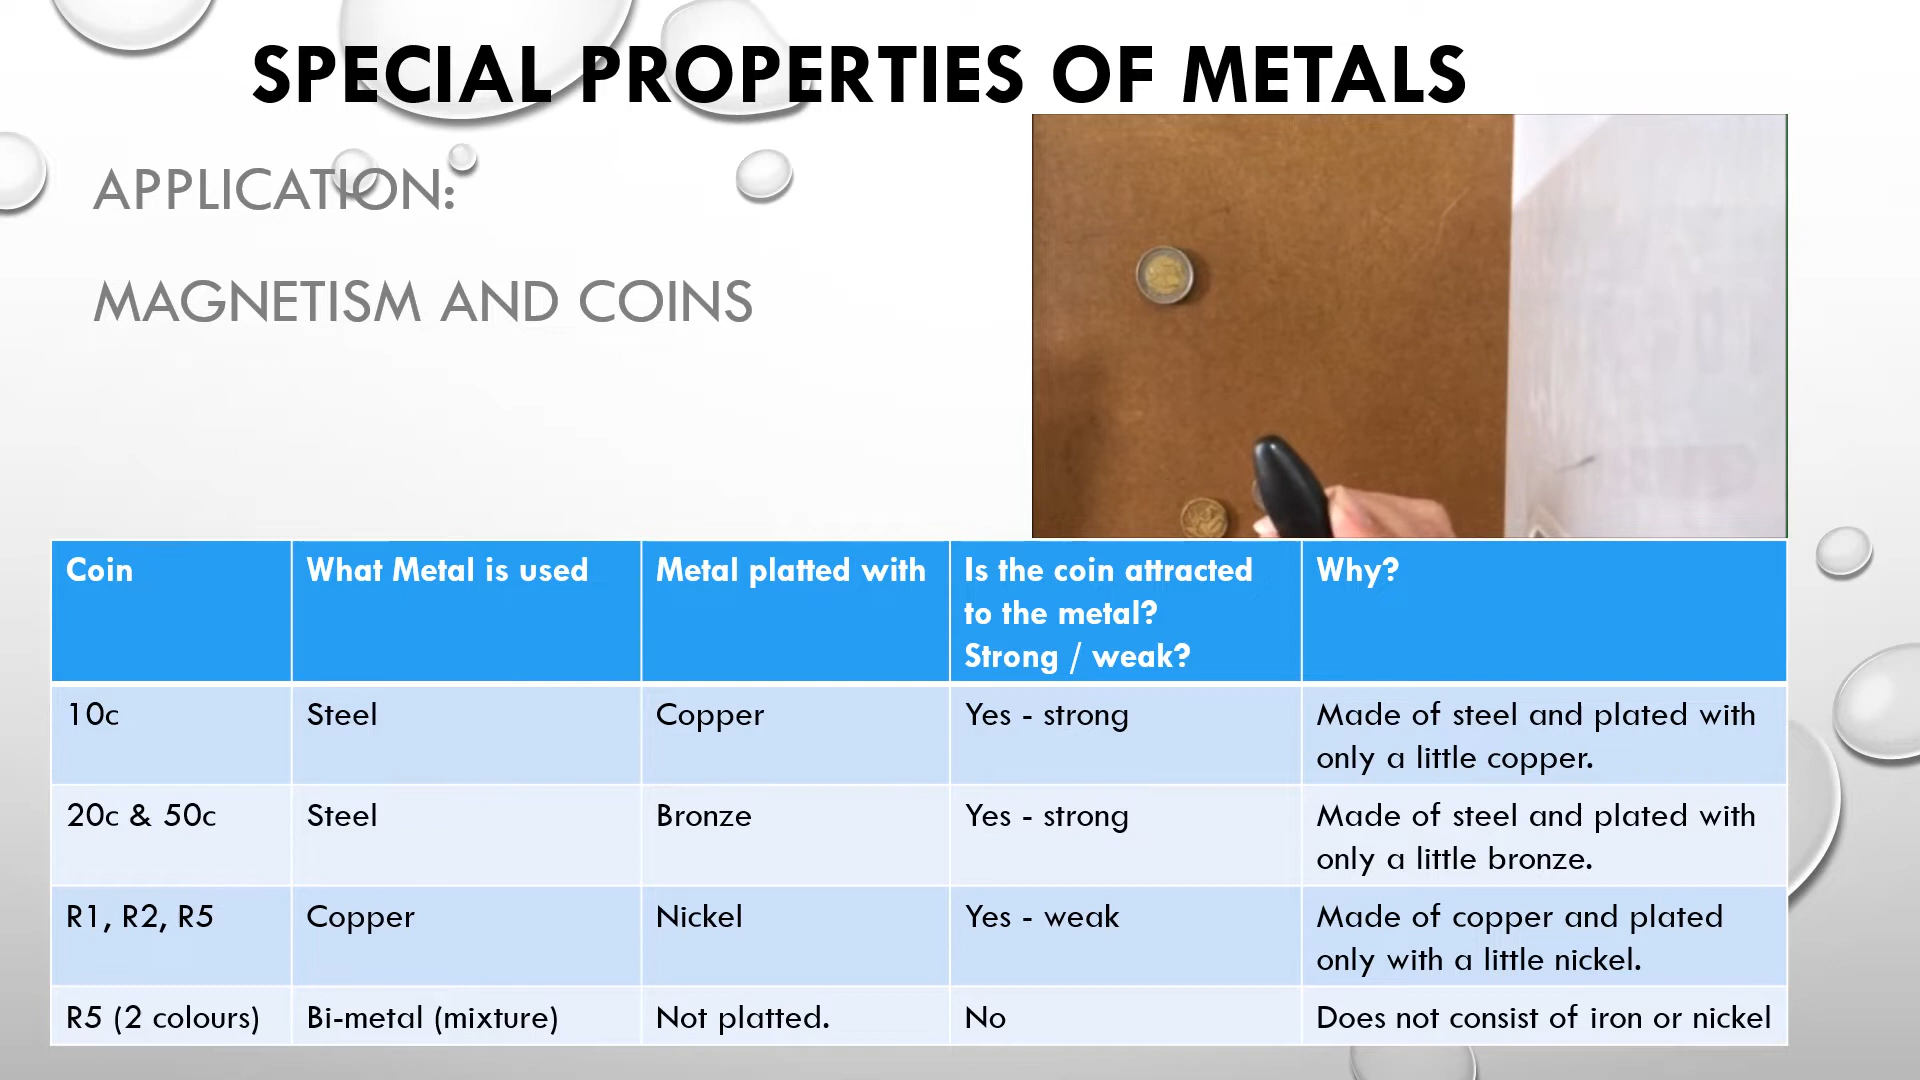 SPECIAL PROPERTIES OF METALS
APPLICATION:
MAGNETISM AND COINS
Coin
What Metal is used
Metal platted with
Is the coin attracted
to the metal?
Strong / weak?
Why?
10c
Steel
Copper
Yes - strong
Made of steel and plated with
only a little copper.
20c & 50c
Steel
Bronze
Yes - strong
Made of steel and plated with
only a little bronze.
R1, R2, R5
Copper
Nickel
Yes - weak
Made of copper and plated
only with a little nickel.
R5 (2 colours)
Bi-metal (mixture)
Not platted.
No
Does not consist of iron or nickel